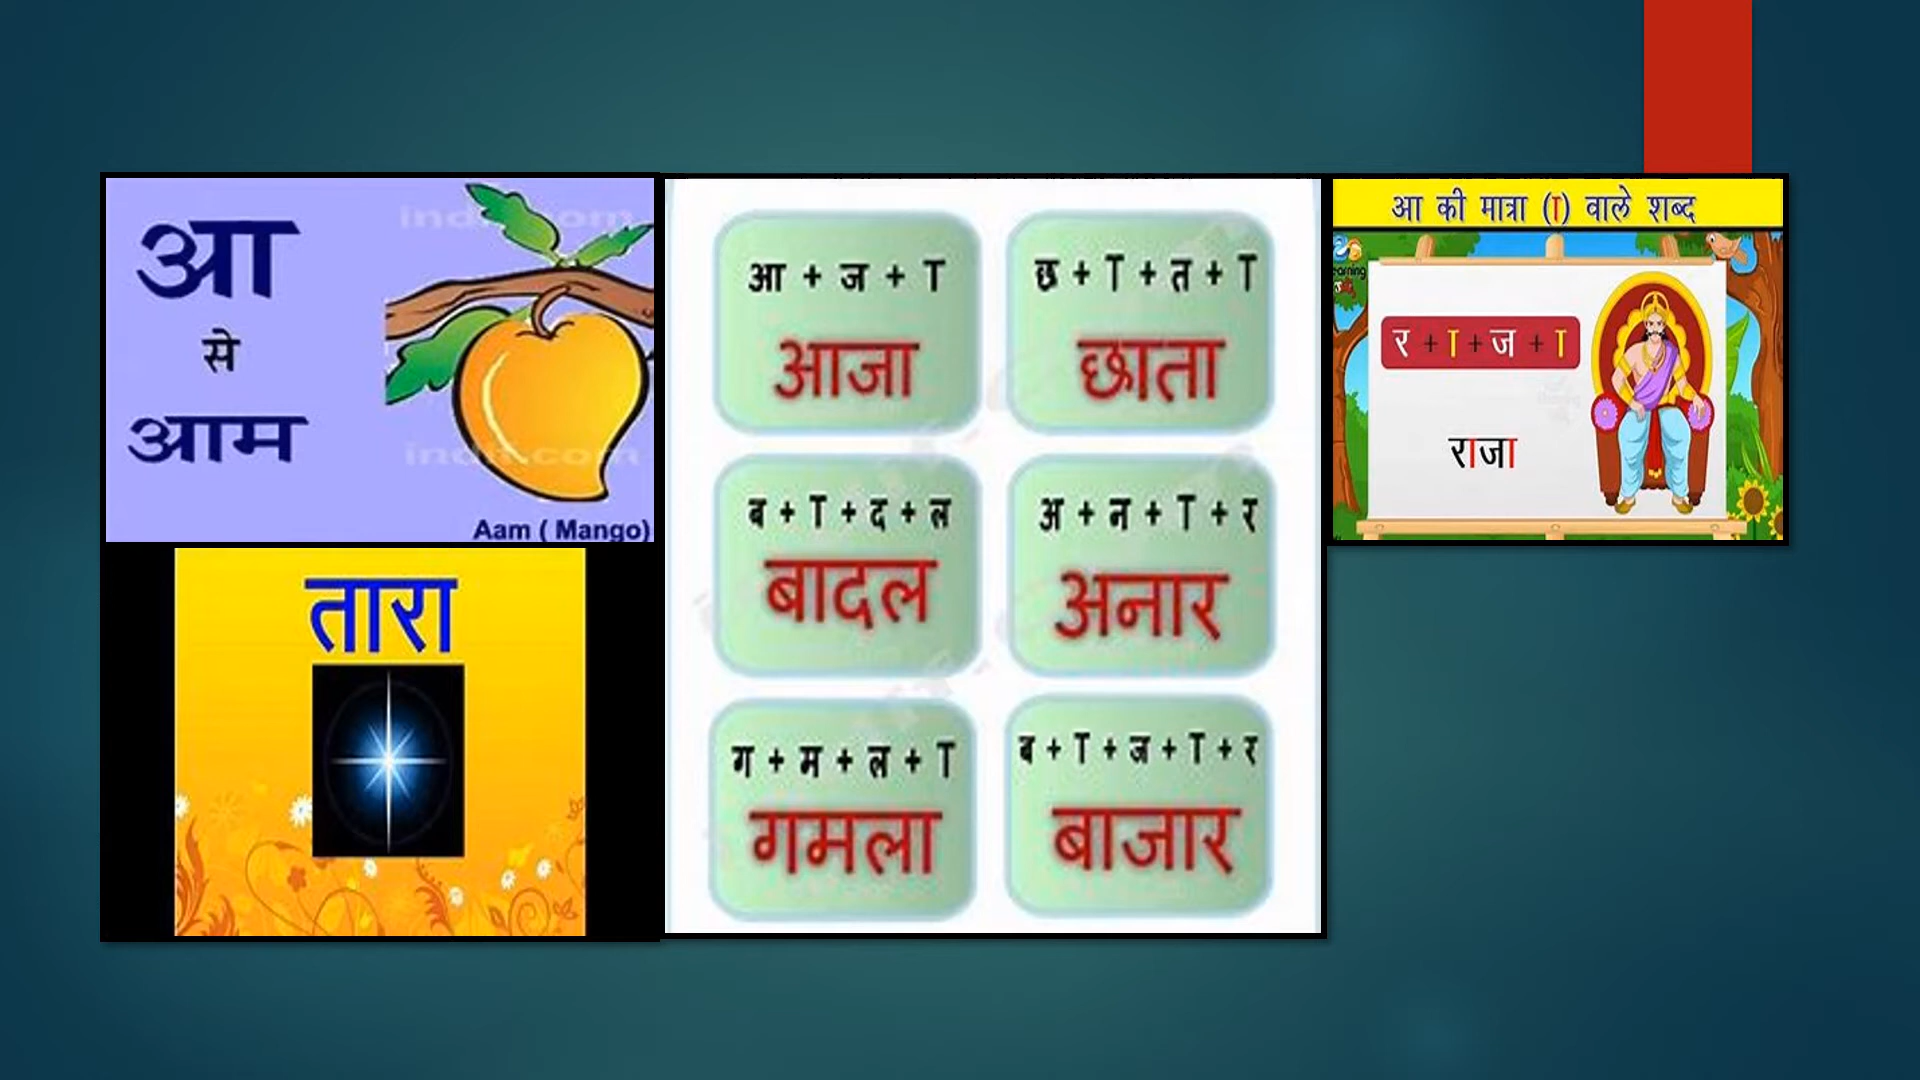 आ
से
आम
Aam ( Mango)
तारा
आ + ज + ा
आजा
छ + ा + त + ा
छाता
ब + ा + द + ल
बादल
अ + न + ा + र
अनार
ग + म + ल + ा
गमला
ब + ा + ज + ा + र
बाजार
आ की मात्रा (ा) वाले शब्द
र + ा + ज + ा
राजा